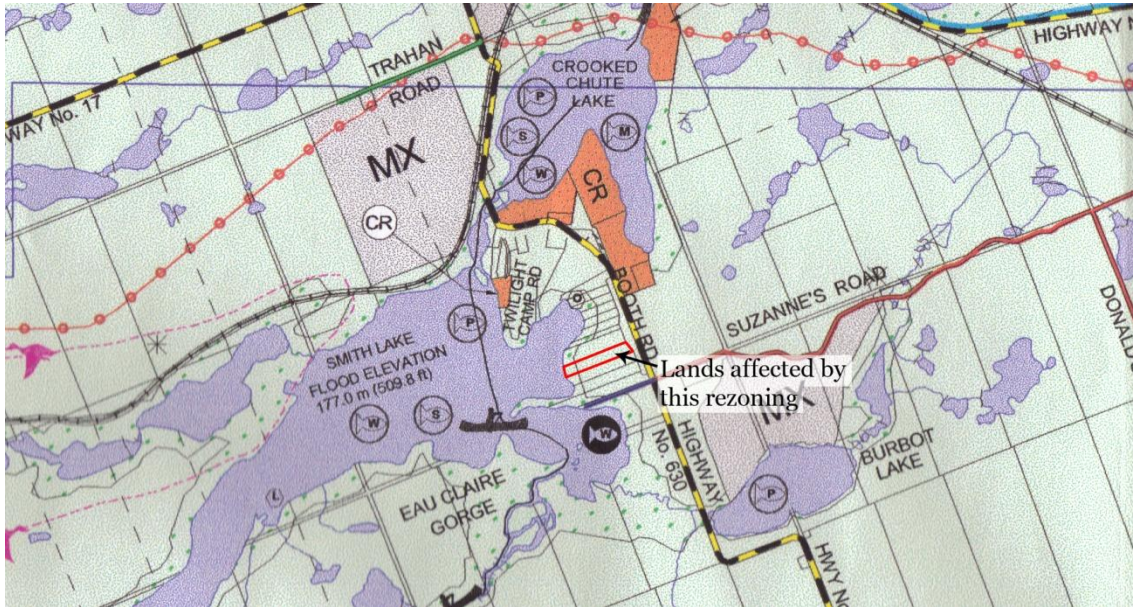 HIGHWAY N
WAY No. 17
TRAHAN
ROAD
CROOKED
CHUTE
LAKE
P
S
M
W
MX
CR
CR
TWILIGHT
CAMP RD
BOOTH RD
SUZANNE'S ROAD
DONALD'S
P
SMITH LAKE
FLOOD ELEVATION
177.0 m (509.8 ft)
W
S
W
Lands affected by
this rezoning
MX
HIGHWAY
No. 630
BURBOT
LAKE
P
EAU CLAIRE
GORGE
HWY No